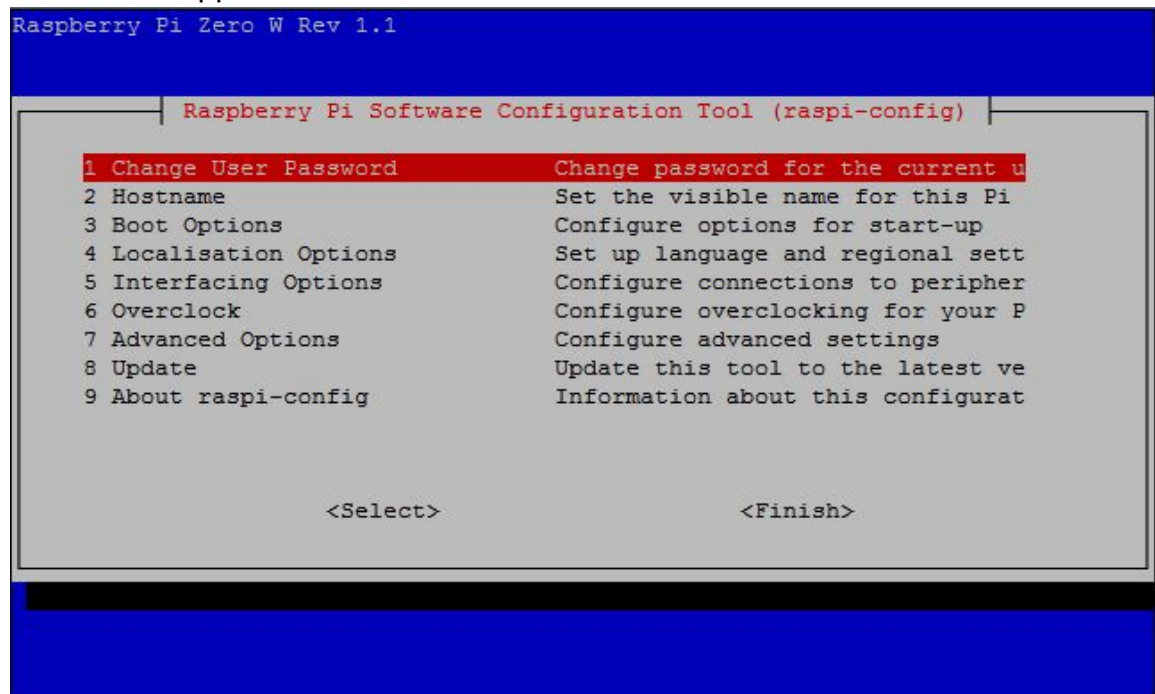 Raspberry Pi Zero W Rev 1.1
Raspberry Pi Software Configuration Tool (raspi-config)
1 Change User Password Change password for the current u
2 Hostname Set the visible name for this Pi
3 Boot Options Configure options for start-up
4 Localisation Options Set up language and regional sett
5 Interfacing Options Configure connections to peripher
6 Overclock Configure overclocking for your P
7 Advanced Options Configure advanced settings
8 Update Update this tool to the latest ve
9 About raspi-config Information about this configurat
<Select> <Finish>